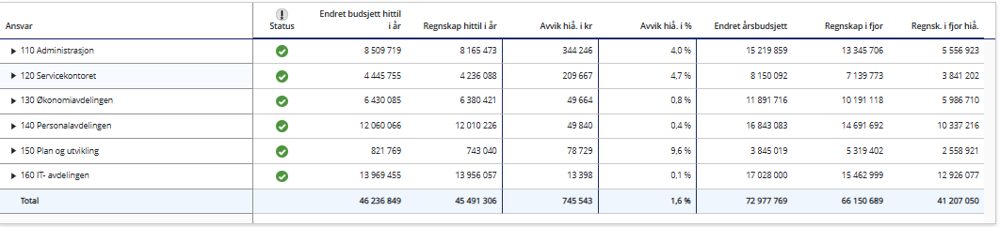 Ansvar Status Endret budsjett hittil i år Regnskap hittil i år Avvik hiå. i kr Avvik hiå. i % Endret årsbudsjett Regnskap i fjor Regnsk. i fjor hiå.
110 Administrasjon 8 509 719 8 165 473 344 246 4,0 % 15 219 859 13 345 706 5 556 923
120 Servicekontoret 4 445 755 4 236 088 209 667 4,7 % 8 150 092 7 139 773 3 841 202
130 Økonomiavdelingen 6 430 085 6 380 421 49 664 0,8 % 11 891 716 10 191 118 5 986 710
140 Personalavdelingen 12 060 066 12 010 226 49 840 0,4 % 16 843 083 14 691 692 10 337 216
150 Plan og utvikling 821 769 743 040 78 729 9,6 % 3 845 019 5 319 402 2 558 921
160 IT- avdelingen 13 969 455 13 956 057 13 398 0,1 % 17 028 000 15 462 999 12 926 077
Total 46 236 849 45 491 306 745 543 1,6 % 72 977 769 66 150 689 41 207 050